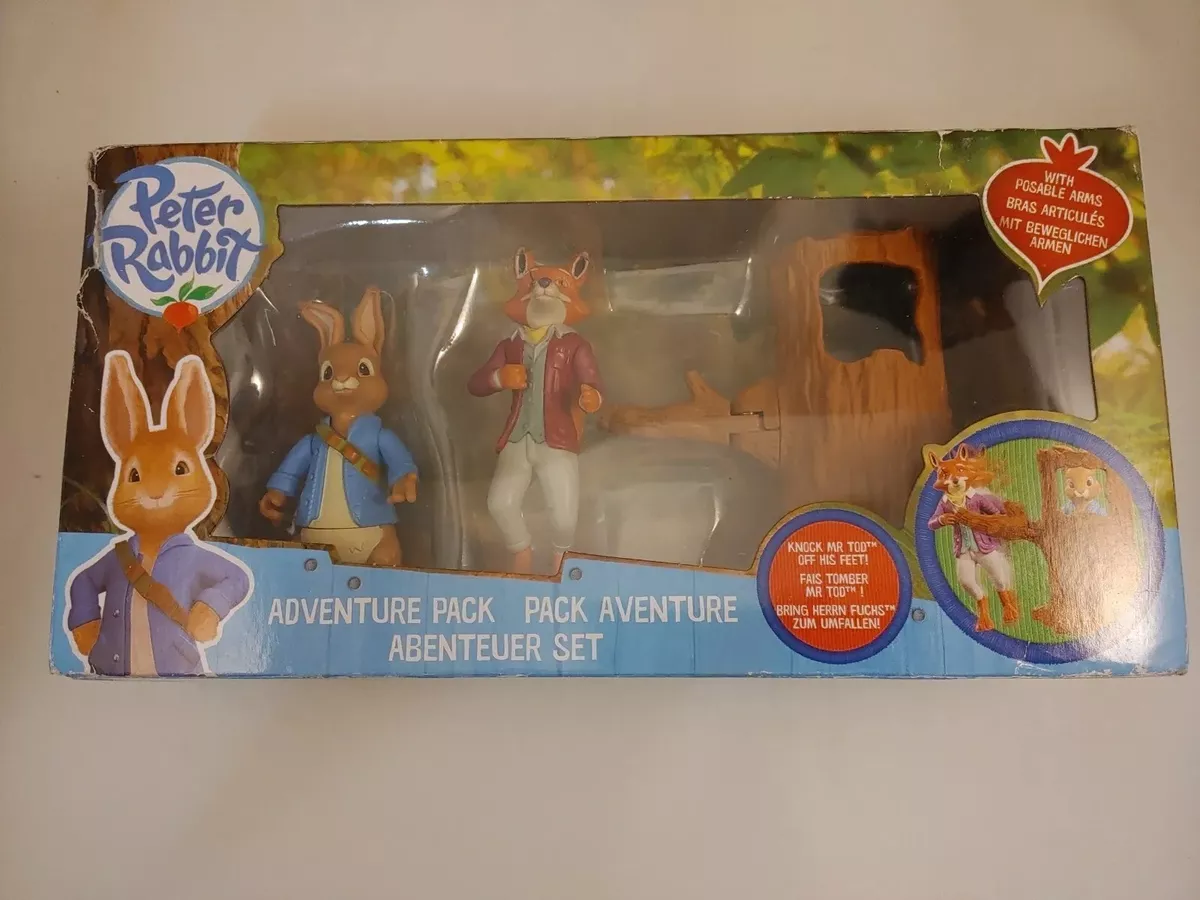 Peter
Rabbit
WITH
POSABLE ARMS
BRAS ARTICULÉS
MIT BEWEGLICHEN
ARMEN
KNOCK MR TOD™
OFF HIS FEET!
FAIS TOMBER
MR TOD™ !
BRING HERRN FUCHS™
ZUM UMFALLEN!
ADVENTURE PACK PACK AVENTURE
ABENTEUER SET